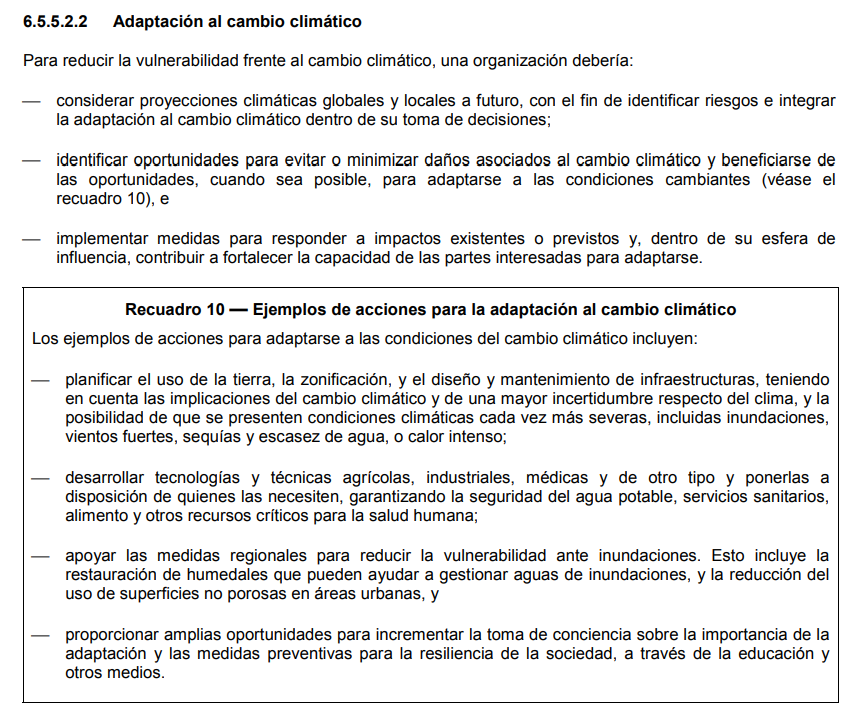 6.5.5.2.2 Adaptación al cambio climático
Para reducir la vulnerabilidad frente al cambio climático, una organización debería:
— considerar proyecciones climáticas globales y locales a futuro, con el fin de identificar riesgos e integrar
la adaptación al cambio climático dentro de su toma de decisiones;
— identificar oportunidades para evitar o minimizar daños asociados al cambio climático y beneficiarse de
las oportunidades, cuando sea posible, para adaptarse a las condiciones cambiantes (véase el
recuadro 10), e
— implementar medidas para responder a impactos existentes o previstos y, dentro de su esfera de
influencia, contribuir a fortalecer la capacidad de las partes interesadas para adaptarse.
Recuadro 10 — Ejemplos de acciones para la adaptación al cambio climático
Los ejemplos de acciones para adaptarse a las condiciones del cambio climático incluyen:
— planificar el uso de la tierra, la zonificación, y el diseño y mantenimiento de infraestructuras, teniendo
en cuenta las implicaciones del cambio climático y de una mayor incertidumbre respecto del clima, y la
posibilidad de que se presenten condiciones climáticas cada vez más severas, incluidas inundaciones,
vientos fuertes, sequías y escasez de agua, o calor intenso;
— desarrollar tecnologías y técnicas agrícolas, industriales, médicas y de otro tipo y ponerlas a
disposición de quienes las necesiten, garantizando la seguridad del agua potable, servicios sanitarios,
alimento y otros recursos críticos para la salud humana;
— apoyar las medidas regionales para reducir la vulnerabilidad ante inundaciones. Esto incluye la
restauración de humedales que pueden ayudar a gestionar aguas de inundaciones, y la reducción del
uso de superficies no porosas en áreas urbanas, y
— proporcionar amplias oportunidades para incrementar la toma de conciencia sobre la importancia de la
adaptación y las medidas preventivas para la resiliencia de la sociedad, a través de la educación y
otros medios.